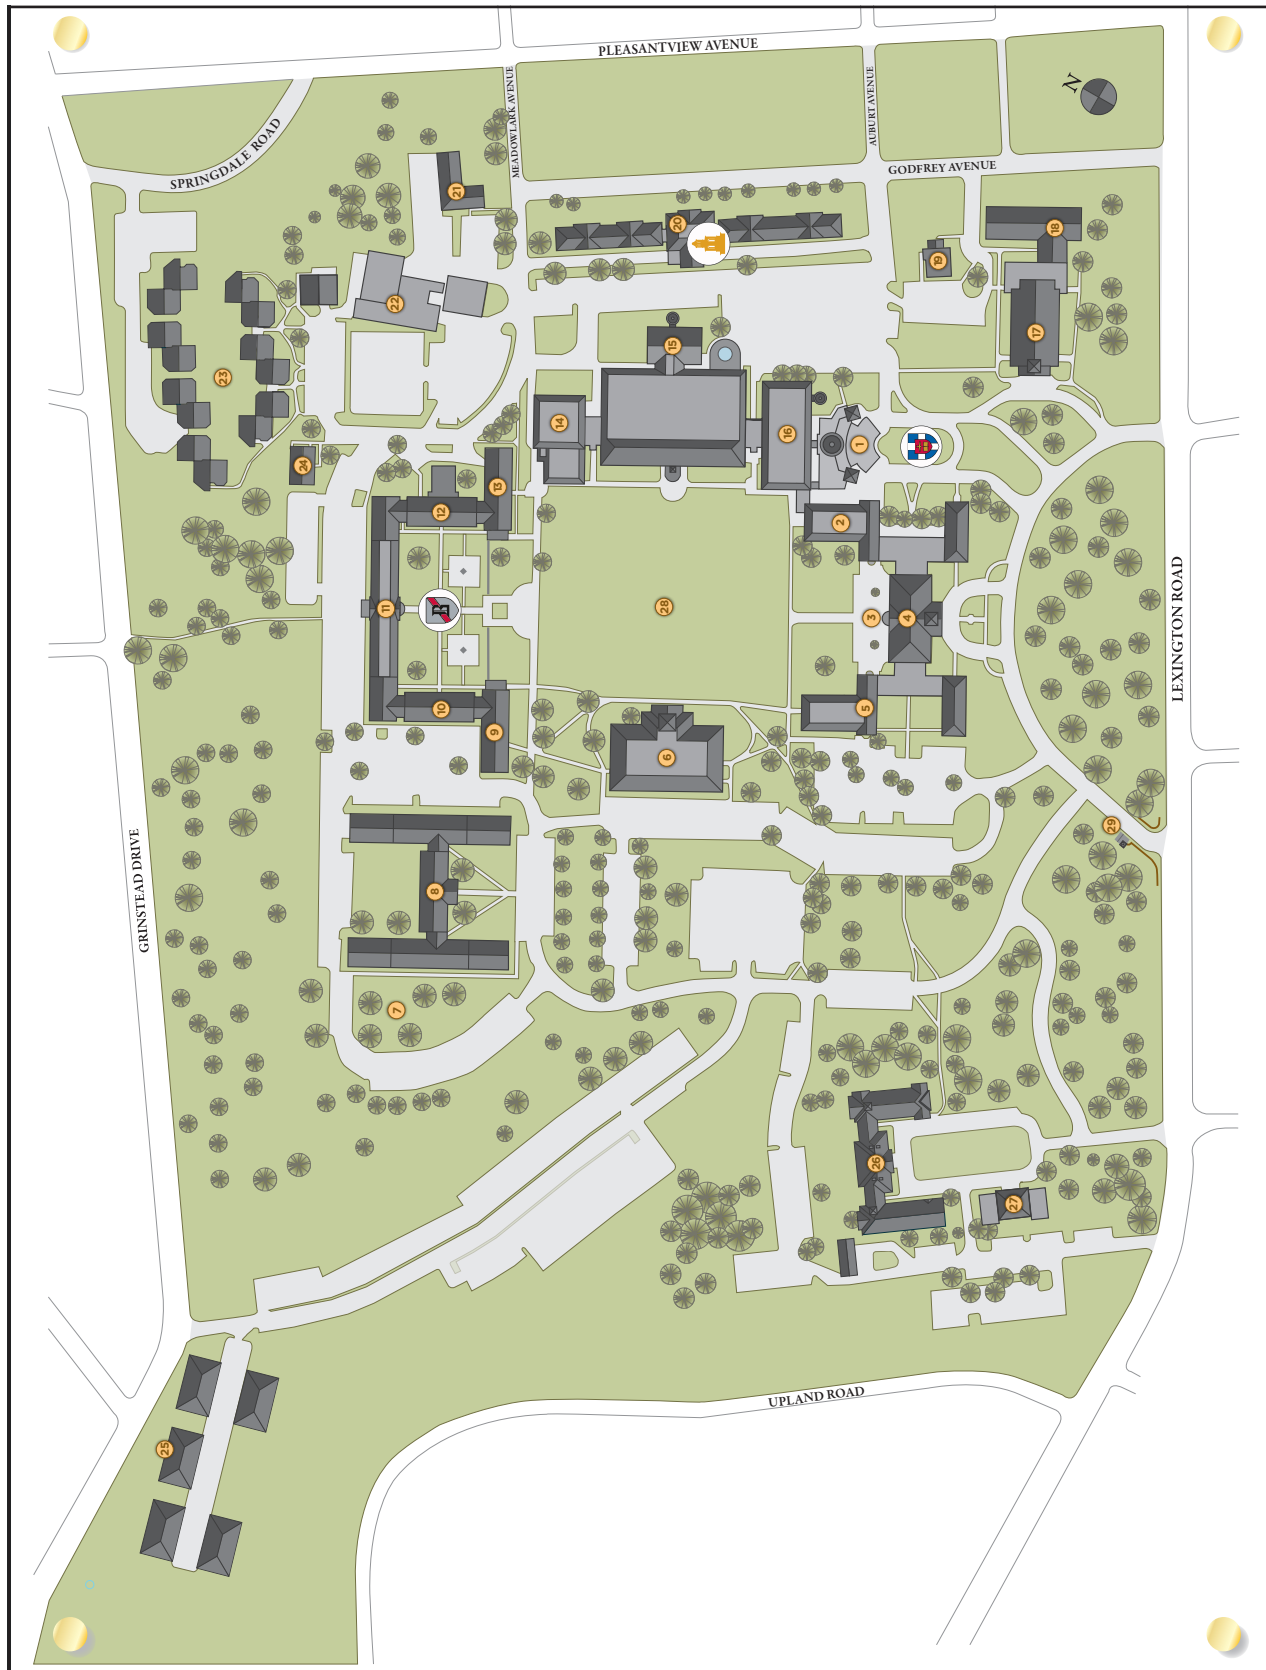 PLEASANTVIEW AVENUE
MEADOWLARK AVENUE
AUBURT AVENUE
N
SPRINGDALE ROAD
GODFREY AVENUE
21
20
18
19
22
17
15
23
14
16
1
24
13
12
2
11
B
28
3
4
LEXINGTON ROAD
10
5
9
6
29
GRINSTEAD DRIVE
8
7
26
27
UPLAND ROAD
25